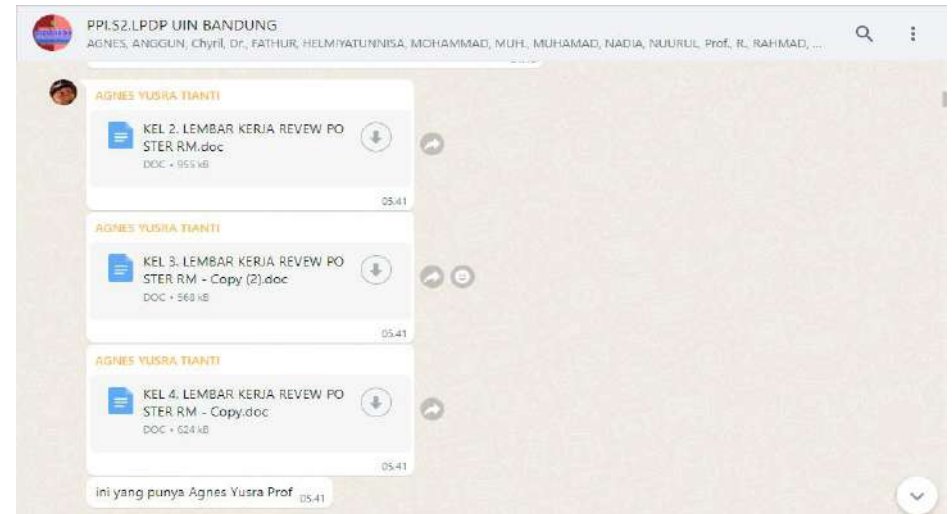 PPI.S2.LPDP UIN BANDUNG
AGNES, ANGGUN, Chyril, Dr., FATHUR, HELMIYATUNNISA, MOHAMMAD, MUH., MUHAMAD, NADIA, NUURUL, Prof., R., RAHMAD, ...
AGNES YUSRA TIANTI
KEL 2. LEMBAR KERJA REVEW PO
STER RM.doc
DOC • 955 kB
05.41
AGNES YUSRA TIANTI
KEL 3. LEMBAR KERJA REVEW PO
STER RM - Copy (2).doc
DOC • 568 kB
05.41
AGNES YUSRA TIANTI
KEL 4. LEMBAR KERJA REVEW PO
STER RM - Copy.doc
DOC • 624 kB
05.41
ini yang punya Agnes Yusra Prof 05.41